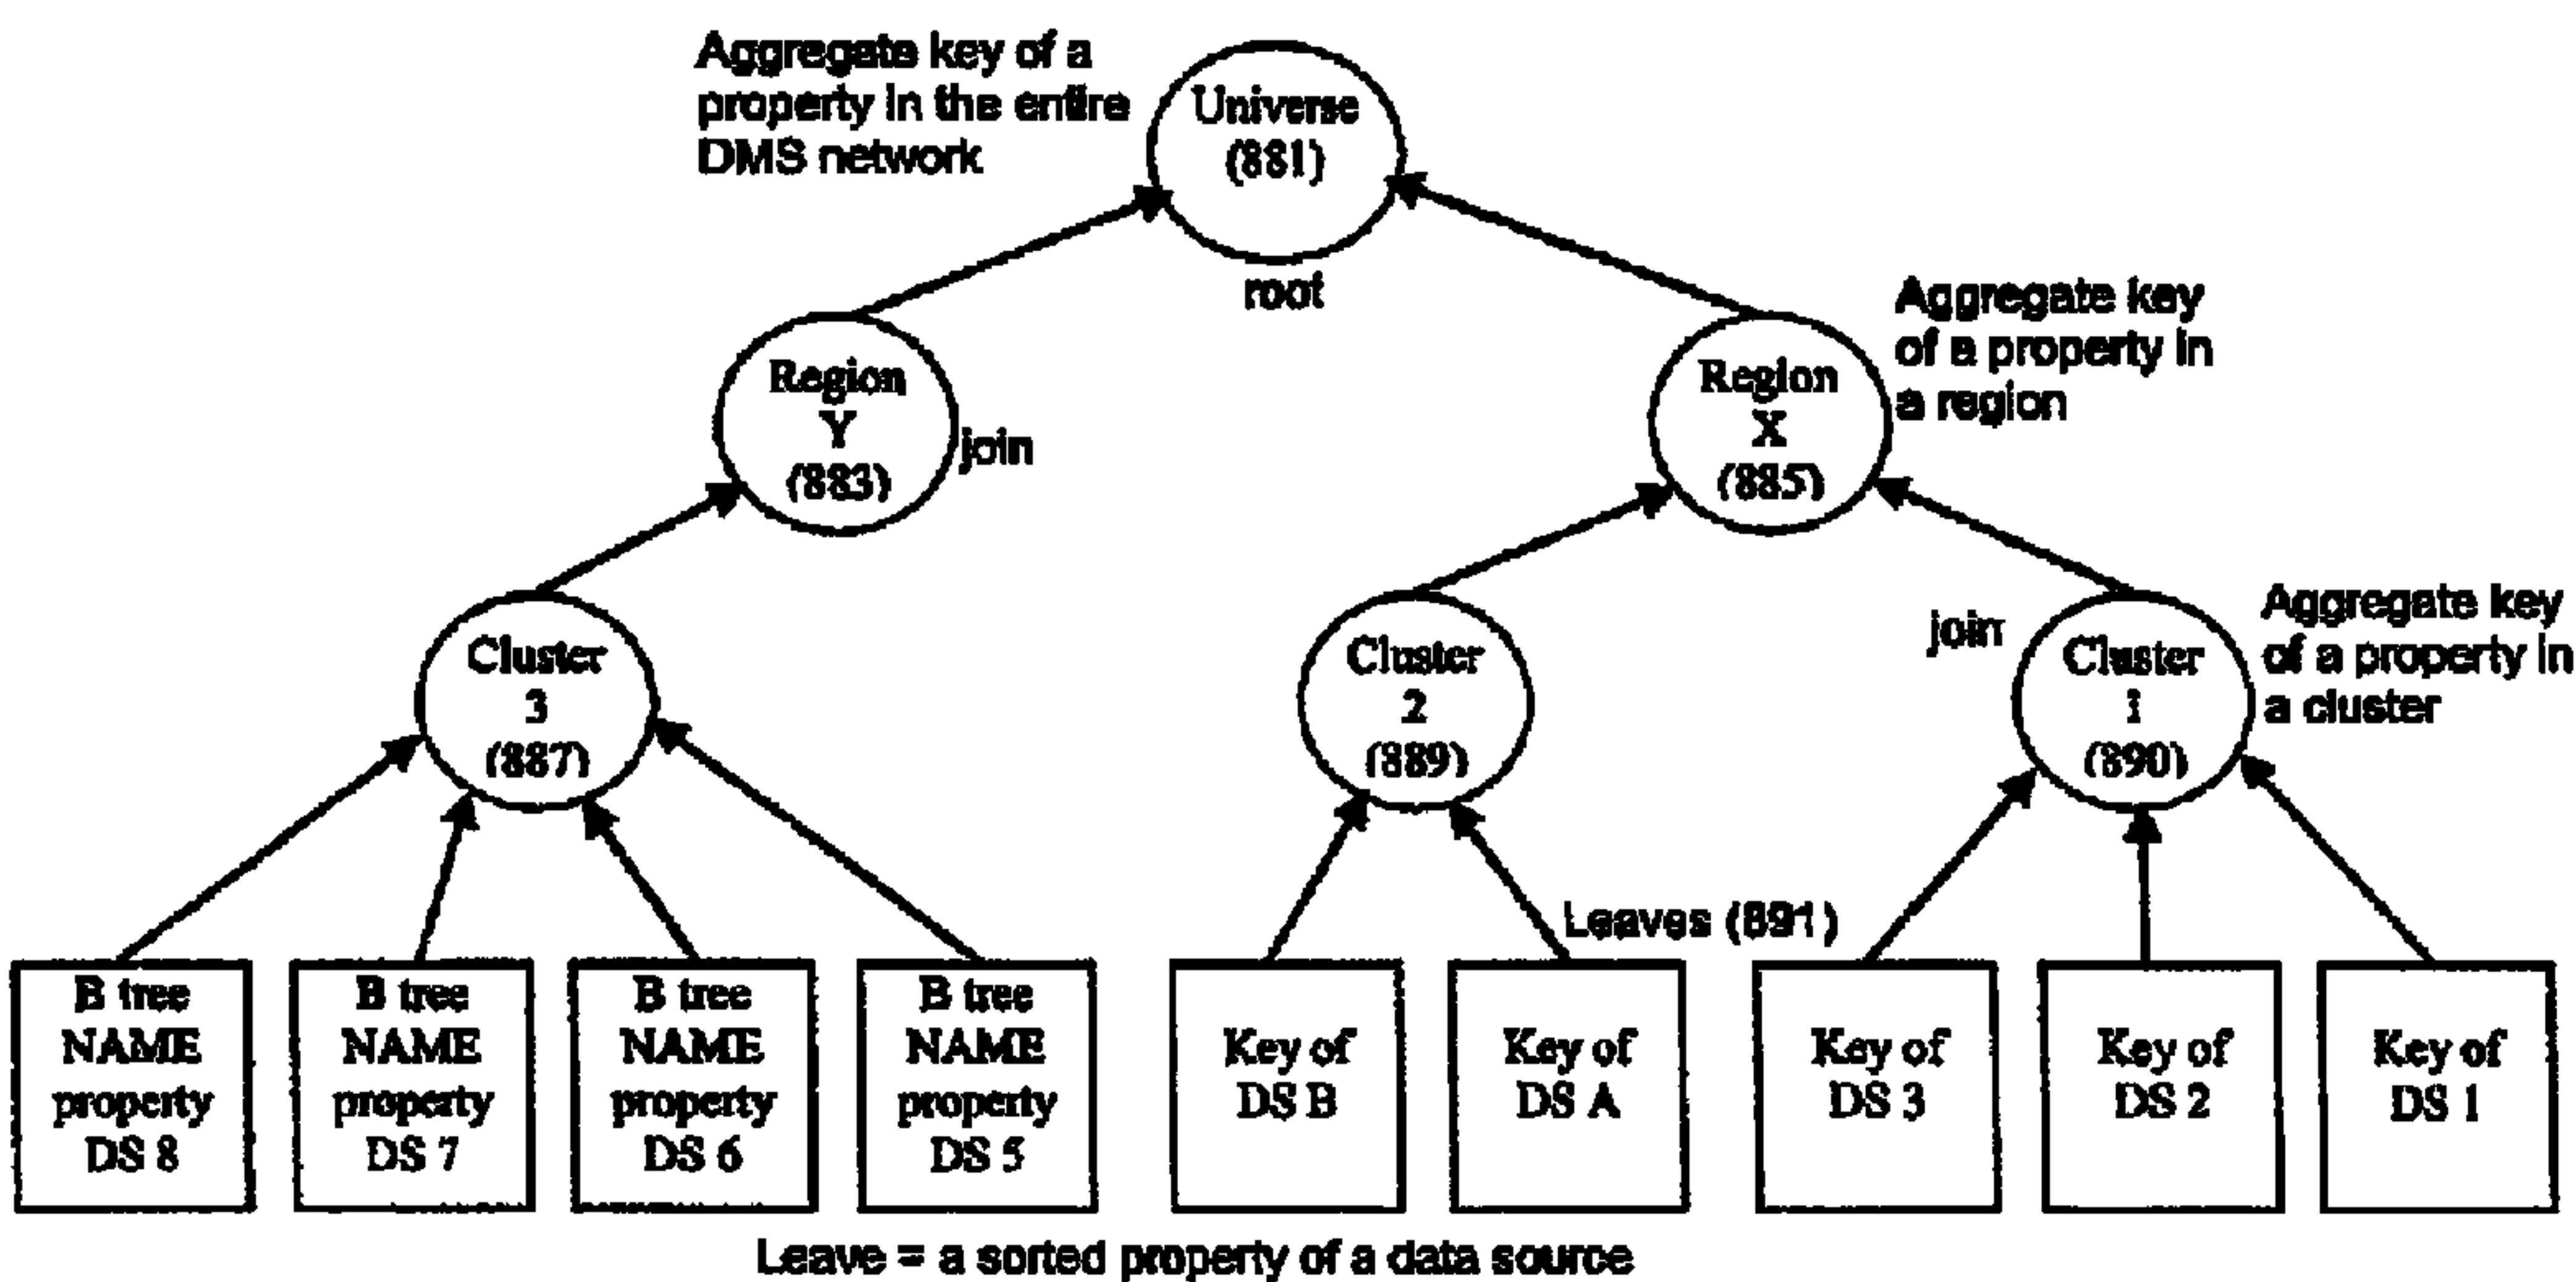 Aggregate key of a
property in the entire
DMS network
Universe
(881)
root
Region
Y
(883)
join
Region
X
(885)
Aggregate key
of a property in
a region
Cluster
3
(887)
Cluster
2
(889)
join
Cluster
1
(890)
Aggregate key
of a property in
a cluster
Leaves (891)
B tree
NAME
property
DS 8
B tree
NAME
property
DS 7
B tree
NAME
property
DS 6
B tree
NAME
property
DS 5
Key of
DS B
Key of
DS A
Key of
DS 3
Key of
DS 2
Key of
DS 1
Leave = a sorted property of a data source